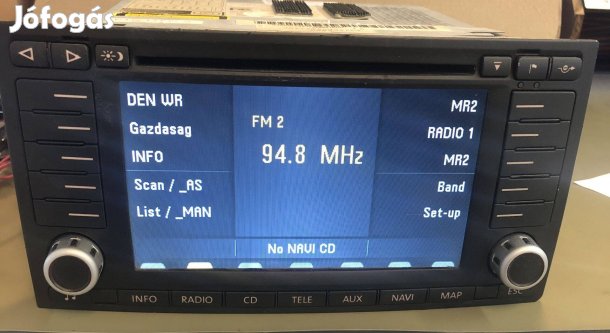 Jófogás
DEN WR
Gazdasag
INFO
Scan / _AS
List / _MAN
FM 2
94.8 MHz
MR2
RADIO 1
MR2
Band
Set-up
No NAVI CD
INFO RADIO CD TELE AUX NAVI MAP ESC